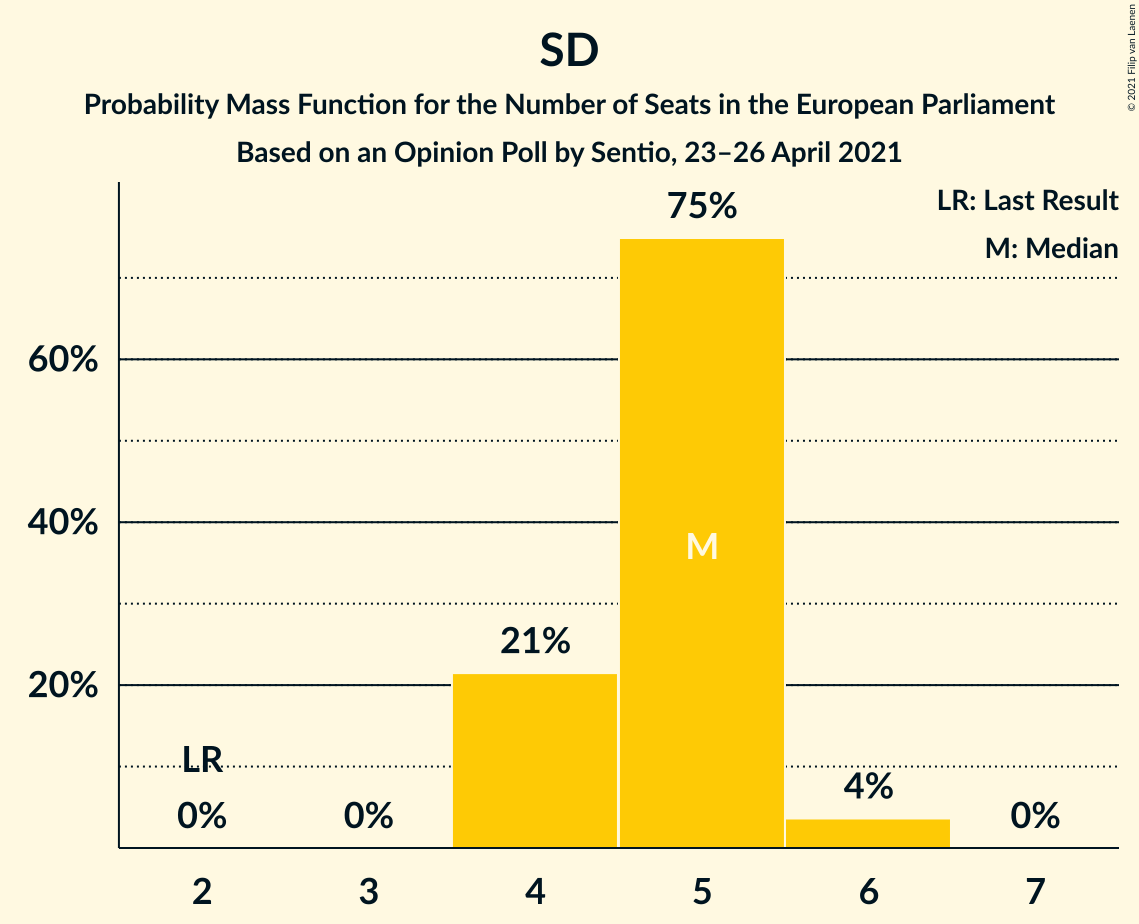 SD
Probability Mass Function for the Number of Seats in the European Parliament
Based on an Opinion Poll by Sentio, 23–26 April 2021
© 2021 Filip van Laenen
LR: Last Result
M: Median
75%
60%
40%
M
21%
20%
LR
4%
0%
0%
0%
2 3 4 5 6 7